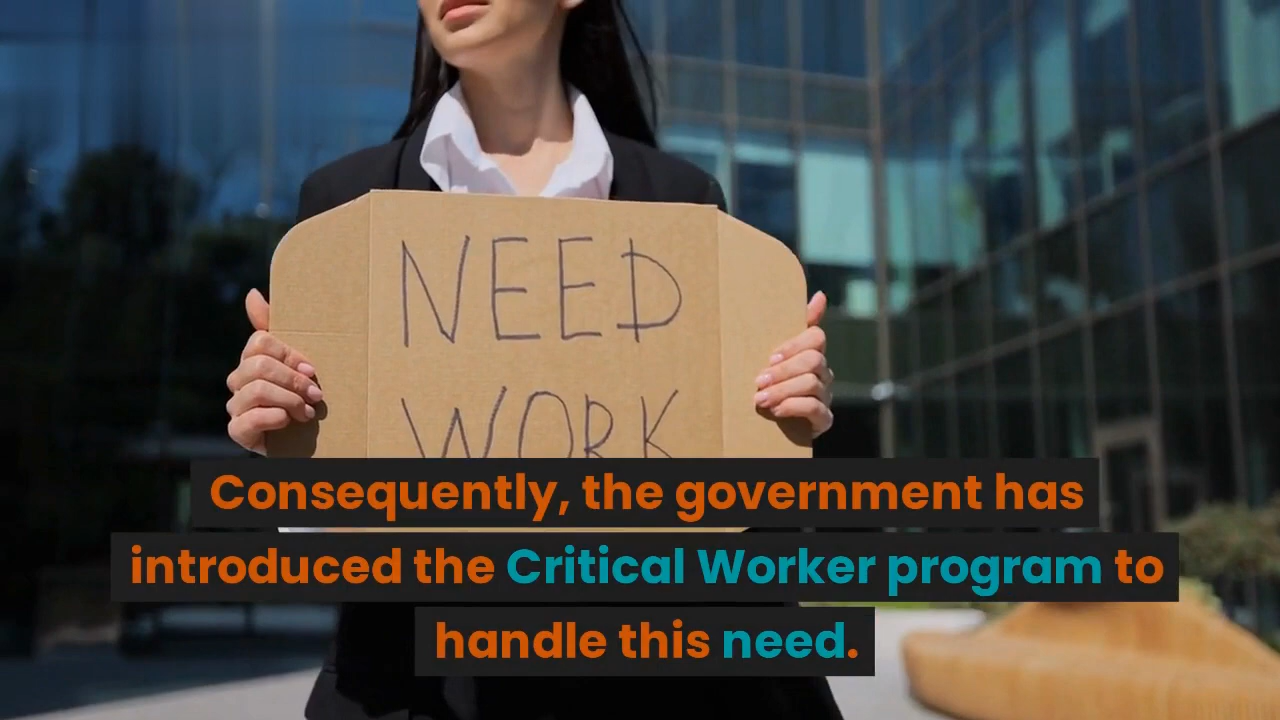 NEED
WORK
Consequently, the government has
introduced the Critical Worker program to
handle this need.